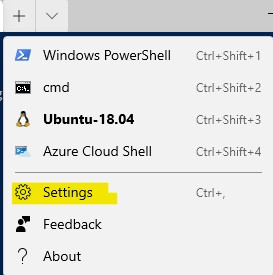 Windows PowerShell Ctrl+Shift+1
cmd Ctrl+Shift+2
Ubuntu-18.04 Ctrl+Shift+3
Azure Cloud Shell Ctrl+Shift+4
Settings Ctrl+,
Feedback
About